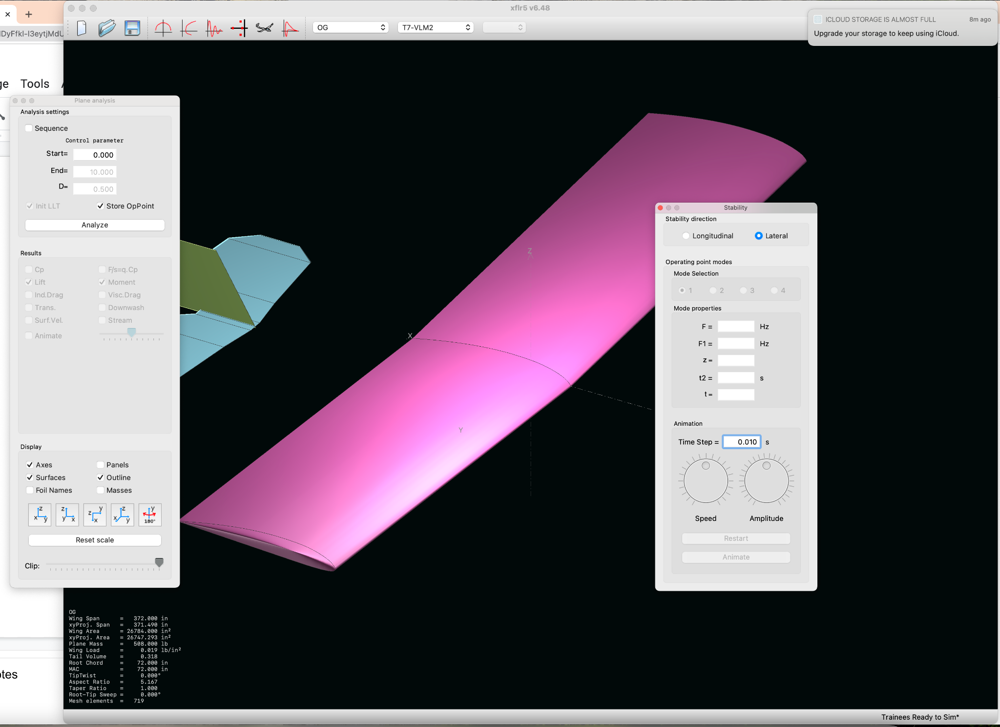 xflr5 v6.48
OG
T7-VLM2
ICLOUD STORAGE IS ALMOST FULL
8m ago
Upgrade your storage to keep using iCloud.
DyFfkl-I3eytjMdU
ge Tools
Plane analysis
Analysis settings
Sequence
Control parameter
Start= 0.000
End= 10.000
D= 0.500
Init LLT
Store OpPoint
Analyze
Results
Cp
F/s=q.Cp
Lift
Moment
Ind.Drag
Visc.Drag
Trans.
Downwash
Surf.Vel.
Stream
Animate
Display
Axes
Panels
Surfaces
Outline
Foil Names
Masses
z x y
z y x
y z x
z x y
y 180°
Reset scale
Clip:
X
Y
Z
Stability
Stability direction
Longitudinal
Lateral
Operating point modes
Mode Selection
1 2 3 4
Mode properties
F = Hz
F1 = Hz
z =
t2 = s
t =
Animation
Time Step = 0.010 s
Speed
Amplitude
Restart
Animate
OG
Wing Span = 372.000 in
xyProj. Span = 371.490 in
Wing Area = 26784.000 in²
xyProj. Area = 26747.293 in²
Plane Mass = 508.000 lb
Wing Load = 0.019 lb/in²
Tail Volume = 0.318
Root Chord = 72.000 in
MAC = 72.000 in
TipTwist = 0.000°
Aspect Ratio = 5.167
Taper Ratio = 1.000
Root-Tip Sweep = 0.000°
Mesh elements = 719
otes
Trainees Ready to Sim*